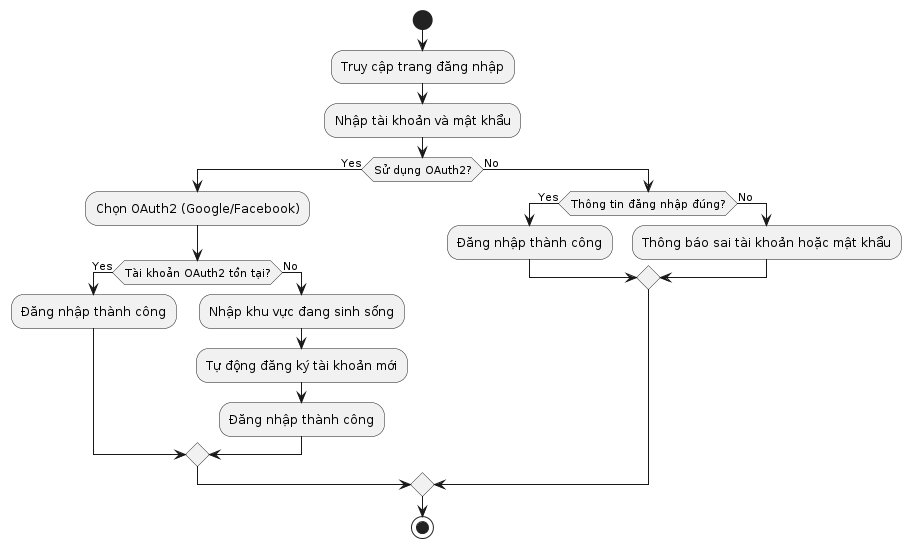 Truy cập trang đăng nhập
Nhập tài khoản và mật khẩu
Sử dụng OAuth2?
Yes
No
Chọn OAuth2 (Google/Facebook)
Tài khoản OAuth2 tồn tại?
Yes
No
Đăng nhập thành công
Nhập khu vực đang sinh sống
Tự động đăng ký tài khoản mới
Đăng nhập thành công
Thông tin đăng nhập đúng?
Yes
No
Đăng nhập thành công
Thông báo sai tài khoản hoặc mật khẩu